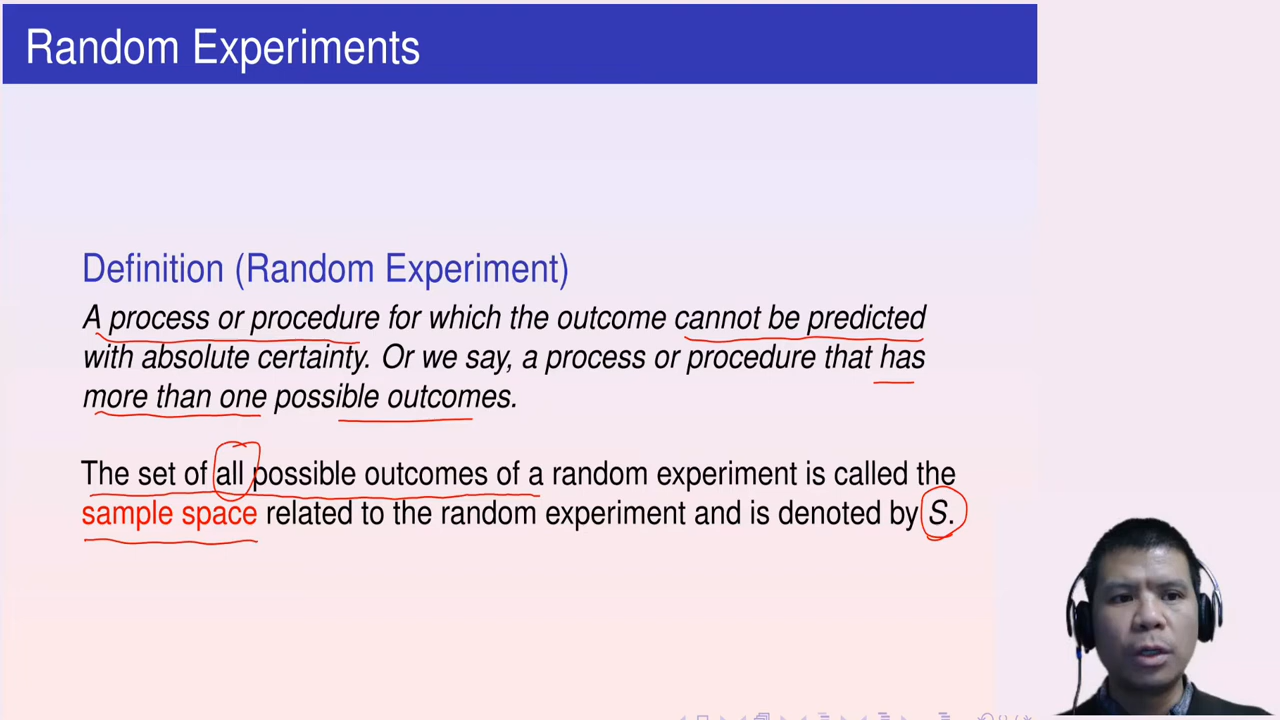 Random Experiments
Definition (Random Experiment)
A process or procedure for which the outcome cannot be predicted
with absolute certainty. Or we say, a process or procedure that has
more than one possible outcomes.
The set of all possible outcomes of a random experiment is called the
sample space related to the random experiment and is denoted by S.